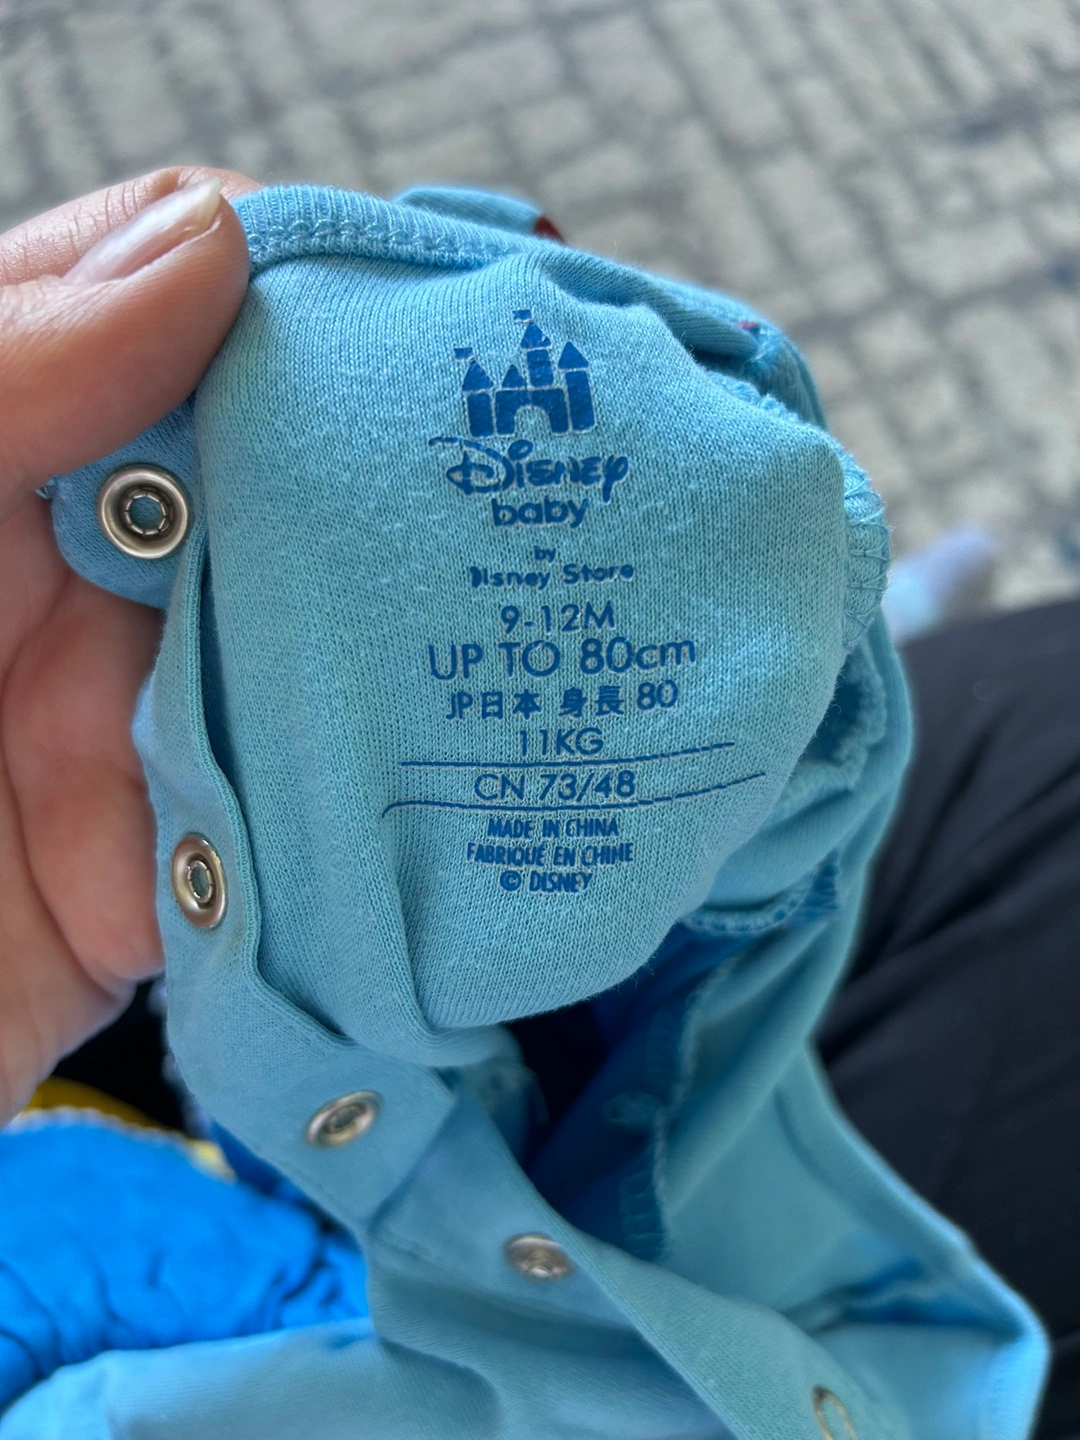 Disney
baby
by
Disney Store
9-12M
UP TO 80cm
JP日本 身長 80
11KG
CN 73/48
MADE IN CHINA
FABRIQUÉ EN CHINE
© DISNEY